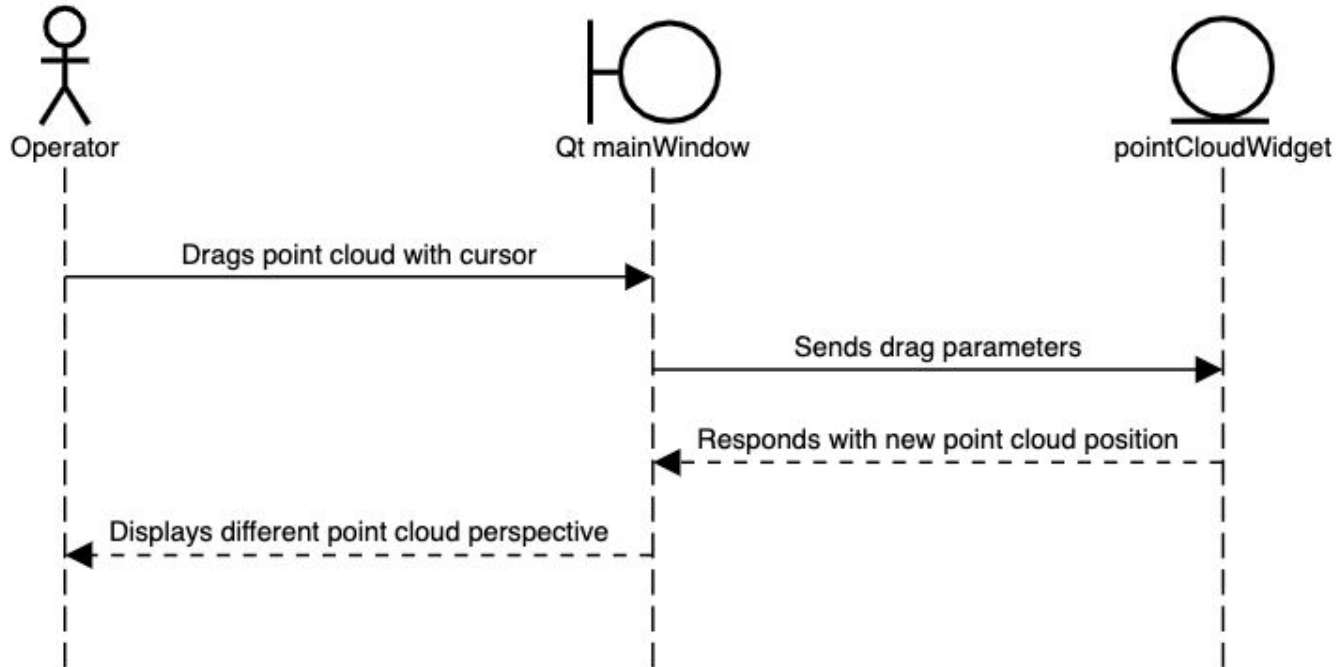 Operator
Qt mainWindow
pointCloudWidget
Drags point cloud with cursor
Sends drag parameters
Responds with new point cloud position
Displays different point cloud perspective